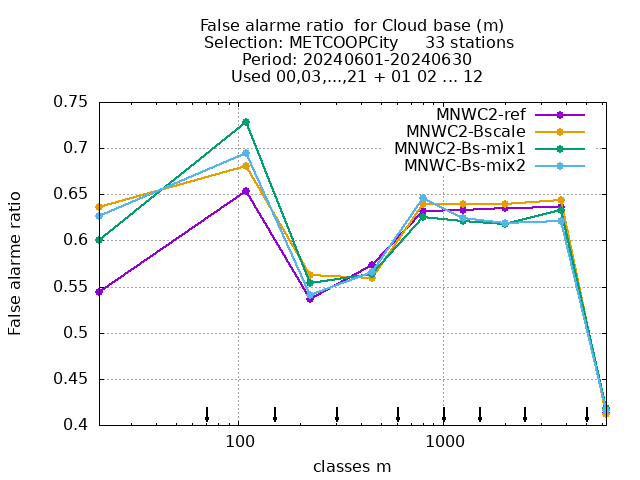 False alarme ratio  for Cloud base (m)
Selection: METCOOPCity     33 stations
Period: 20240601-20240630
Used 00,03,...,21 + 01 02 ... 12
MNWC2-ref
MNWC2-Bscale
MNWC2-Bs-mix1
MNWC-Bs-mix2
False alarme ratio
0.75
0.7
0.65
0.6
0.55
0.5
0.45
0.4
100
1000
classes m